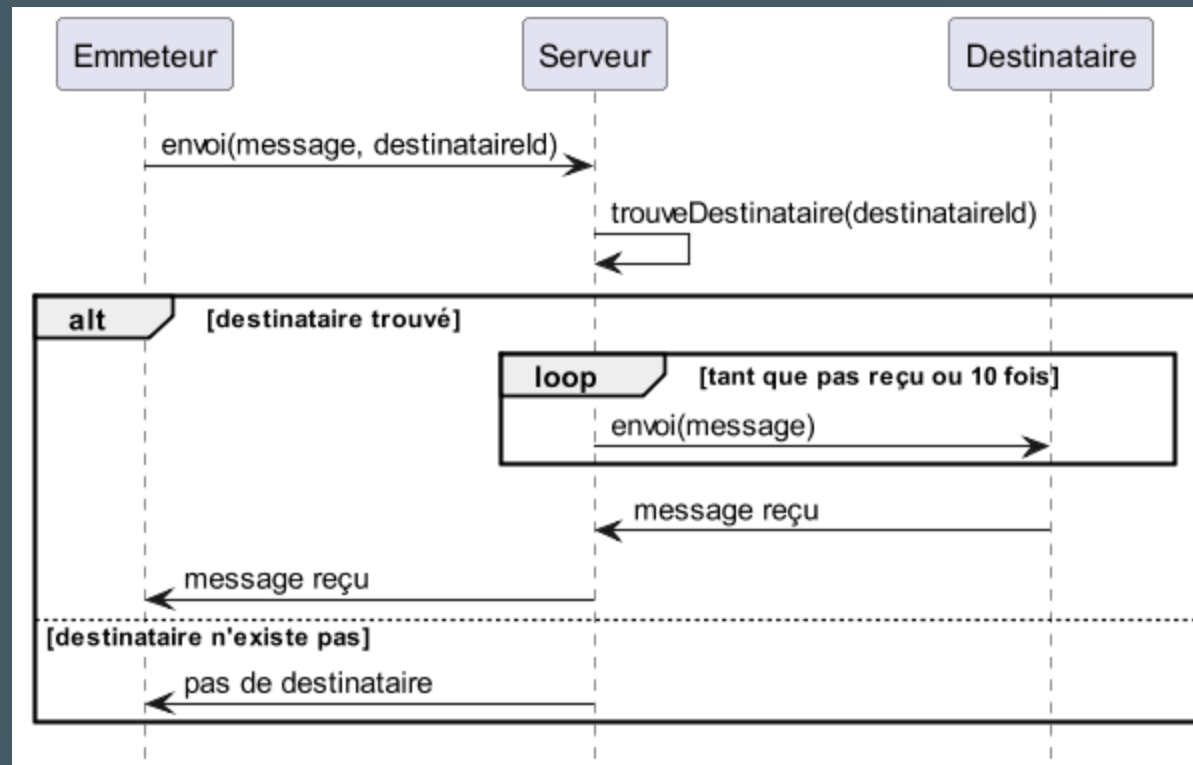 Emmeteur
Serveur
Destinataire
envoi(message, destinataireId)
trouveDestinataire(destinataireId)
alt
[destinataire trouvé]
loop
[tant que pas reçu ou 10 fois]
envoi(message)
message reçu
message reçu
[destinataire n'existe pas]
pas de destinataire